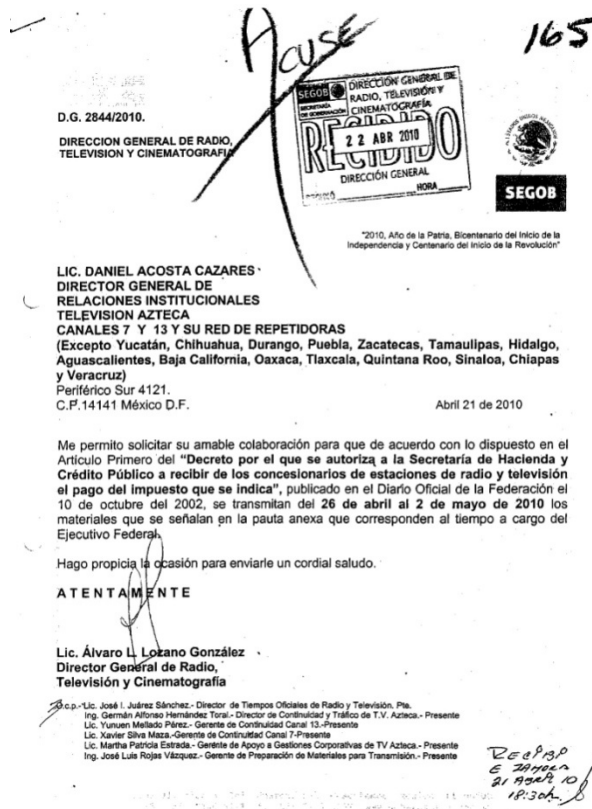 Acuse
165
D.G. 2844/2010.
DIRECCION GENERAL DE RADIO,
TELEVISION Y CINEMATOGRAFIA
SEGOB
SECRETARÍA
DE GOBERNACIÓN
DIRECCIÓN GENERAL DE
RADIO, TELEVISIÓN Y
CINEMATOGRAFÍA
RECIBIDO
22 ABR 2010
DIRECCIÓN GENERAL
HORA
ESTADOS UNIDOS MEXICANOS
SEGOB
"2010, Año de la Patria, Bicentenario del Inicio de la
Independencia y Centenario del Inicio de la Revolución"
LIC. DANIEL ACOSTA CAZARES
DIRECTOR GENERAL DE
RELACIONES INSTITUCIONALES
TELEVISION AZTECA
CANALES 7 Y 13 Y SU RED DE REPETIDORAS
(Excepto Yucatán, Chihuahua, Durango, Puebla, Zacatecas, Tamaulipas, Hidalgo,
Aguascalientes, Baja California, Oaxaca, Tlaxcala, Quintana Roo, Sinaloa, Chiapas
y Veracruz)
Periférico Sur 4121.
C.P.14141 México D.F.
Abril 21 de 2010
Me permito solicitar su amable colaboración para que de acuerdo con lo dispuesto en el
Artículo Primero del "Decreto por el que se autoriza a la Secretaría de Hacienda y
Crédito Público a recibir de los concesionarios de estaciones de radio y televisión
el pago del impuesto que se indica", publicado en el Diario Oficial de la Federación el
10 de octubre del 2002, se transmitan del 26 de abril al 2 de mayo de 2010 los
materiales que se señalan en la pauta anexa que corresponden al tiempo a cargo del
Ejecutivo Federal.
Hago propicia la ocasión para enviarle un cordial saludo.
ATENTAMENTE
Lic. Álvaro L. Lozano González
Director General de Radio,
Televisión y Cinematografía
c.c.p.-Lic. José I. Juárez Sánchez.- Director de Tiempos Oficiales de Radio y Televisión. Pte.
Ing. Germán Alfonso Hernández Toral.- Director de Continuidad y Tráfico de T.V. Azteca.- Presente
Lic. Yunuen Mellado Pérez.- Gerente de Continuidad Canal 13.-Presente
Lic. Xavier Silva Maza.-Gerente de Continuidad Canal 7-Presente
Lic. Martha Patricia Estrada.- Gerente de Apoyo a Gestiones Corporativas de TV Azteca.- Presente
Ing. José Luis Rojas Vázquez.- Gerente de Preparación de Materiales para Transmisión.- Presente
E ZAMORA
21 ABRIL 10
18:30h